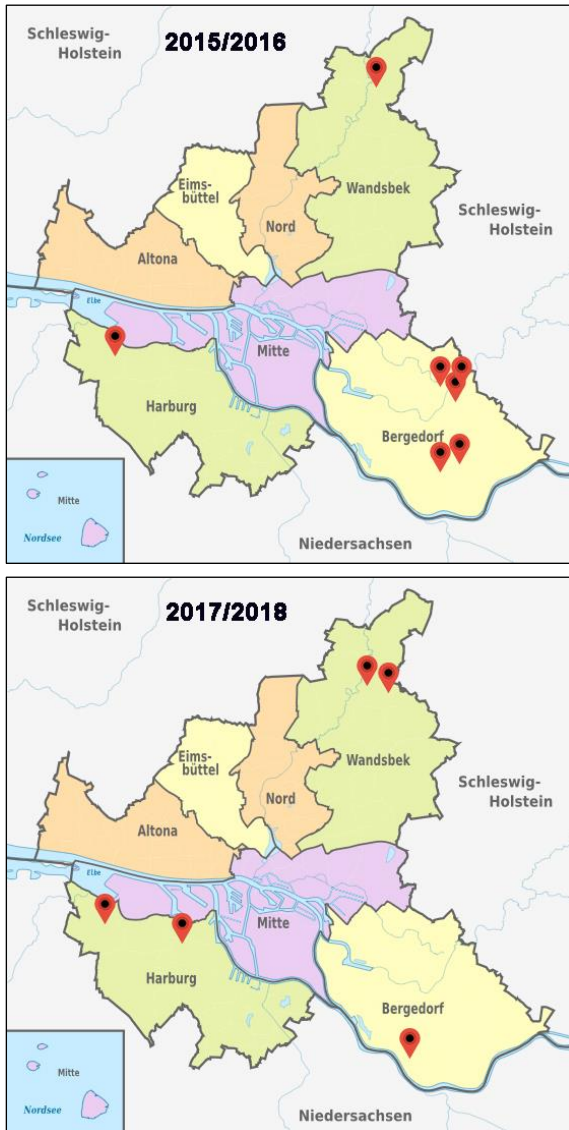 Schleswig-
Holstein
2015/2016
Eims-
büttel
Wandsbek
Nord
Schleswig-
Holstein
Altona
Elbe
Mitte
Harburg
Bergedorf
Mitte
Nordsee
Niedersachsen
Schleswig-
Holstein
2017/2018
Eims-
büttel
Wandsbek
Nord
Schleswig-
Holstein
Altona
Elbe
Mitte
Harburg
Bergedorf
Mitte
Nordsee
Niedersachsen